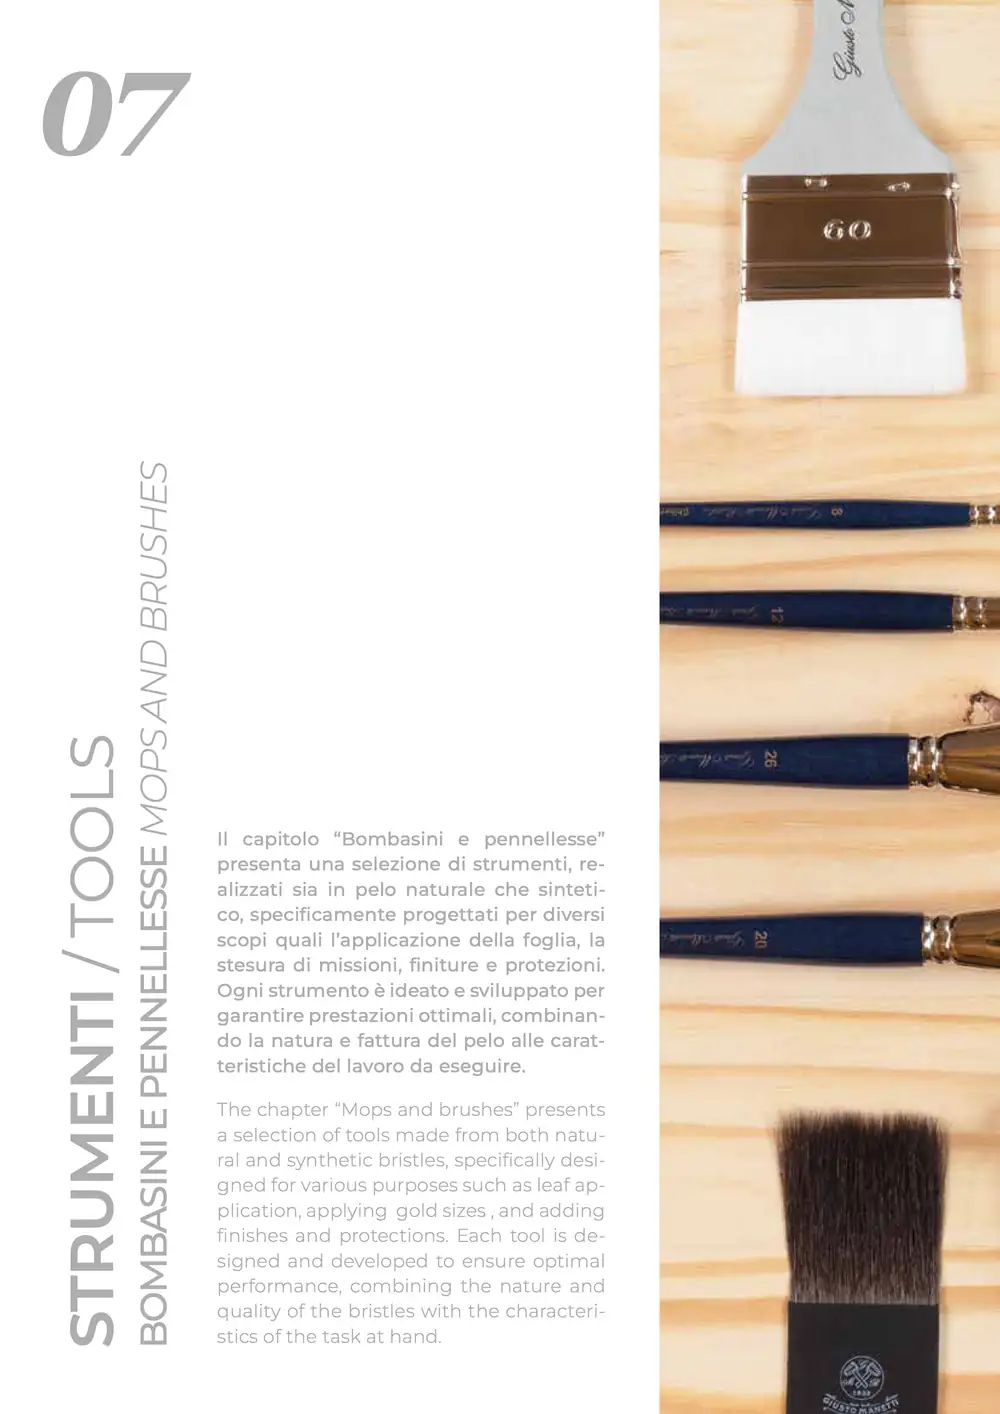 07
STRUMENTI / TOOLS
BOMBASINI E PENNELLESSE MOPS AND BRUSHES
Il capitolo “Bombasini e pennellesse”
presenta una selezione di strumenti, re-
alizzati sia in pelo naturale che sinteti-
co, specificamente progettati per diversi
scopi quali l’applicazione della foglia, la
stesura di missioni, finiture e protezioni.
Ogni strumento è ideato e sviluppato per
garantire prestazioni ottimali, combinan-
do la natura e fattura del pelo alle carat-
teristiche del lavoro da eseguire.
The chapter “Mops and brushes” presents
a selection of tools made from both natu-
ral and synthetic bristles, specifically desi-
gned for various purposes such as leaf ap-
plication, applying  gold sizes , and adding
finishes and protections. Each tool is de-
signed and developed to ensure optimal
performance, combining the nature and
quality of the bristles with the characteri-
stics of the task at hand.
Giusto M
60
8
12
26
20
GIUSTO MANETTI